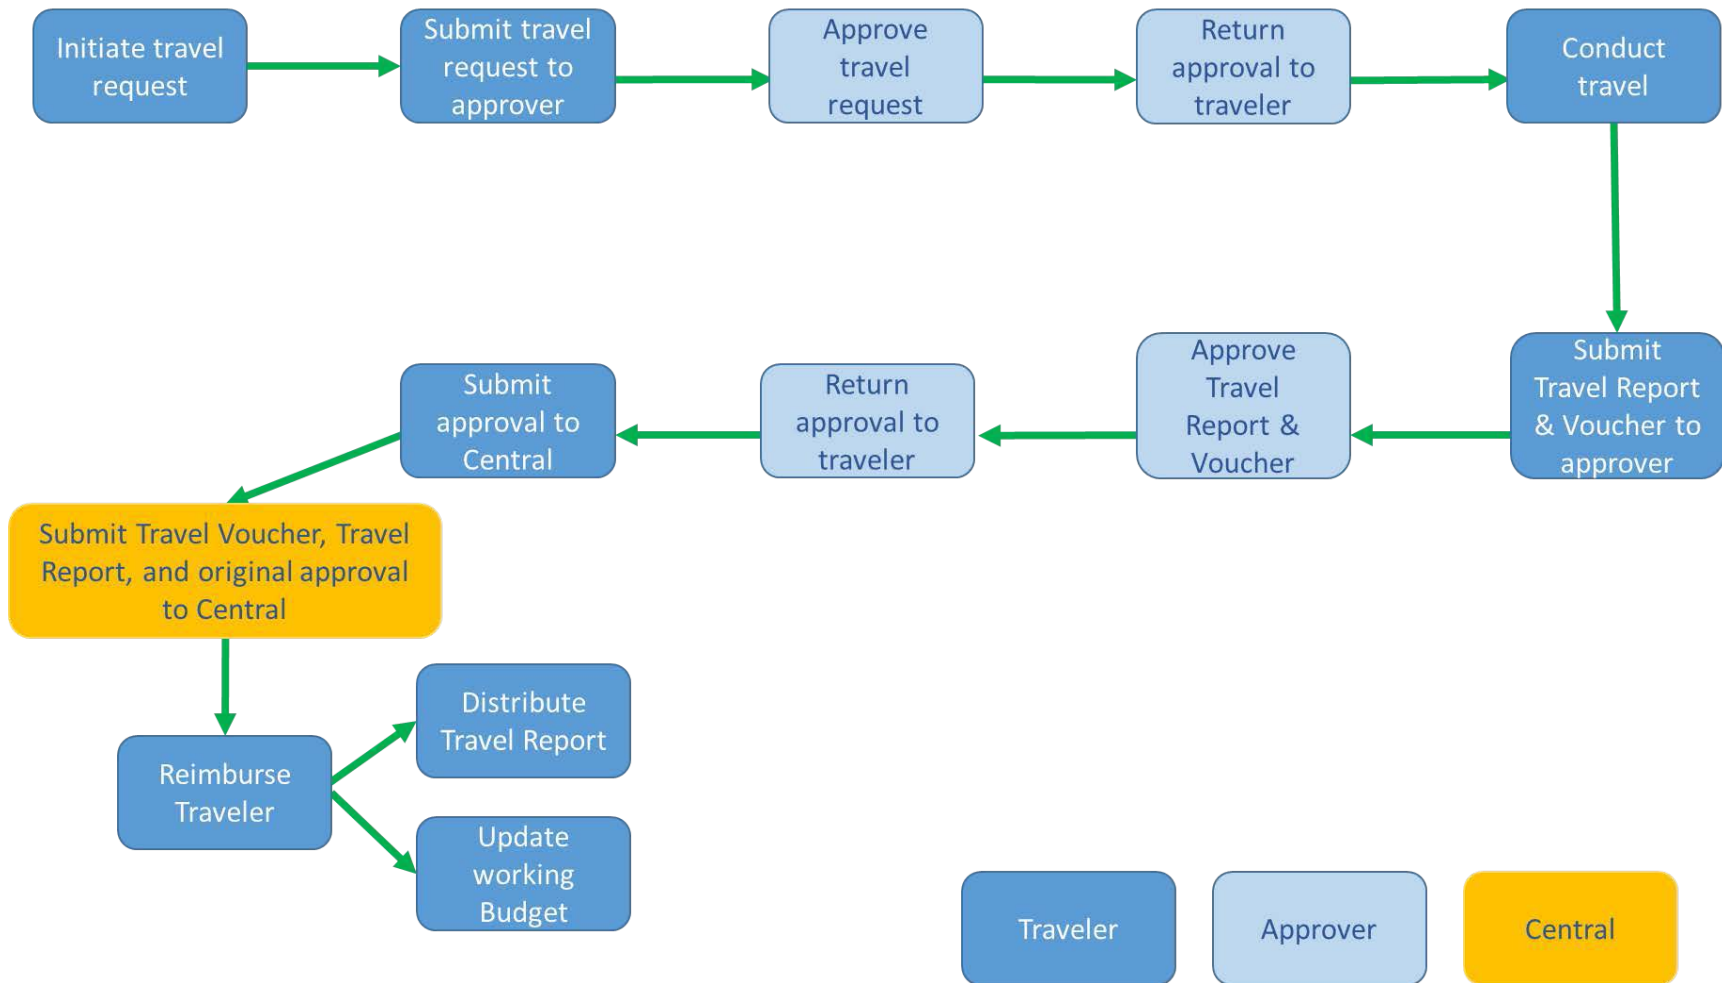 Initiate travel
request
Submit travel
request to
approver
Approve
travel
request
Return
approval to
traveler
Conduct
travel
Submit
Travel Report
& Voucher to
approver
Approve
Travel
Report &
Voucher
Return
approval to
traveler
Submit
approval to
Central
Submit Travel Voucher, Travel
Report, and original approval
to Central
Reimburse
Traveler
Distribute
Travel Report
Update
working
Budget
Traveler
Approver
Central